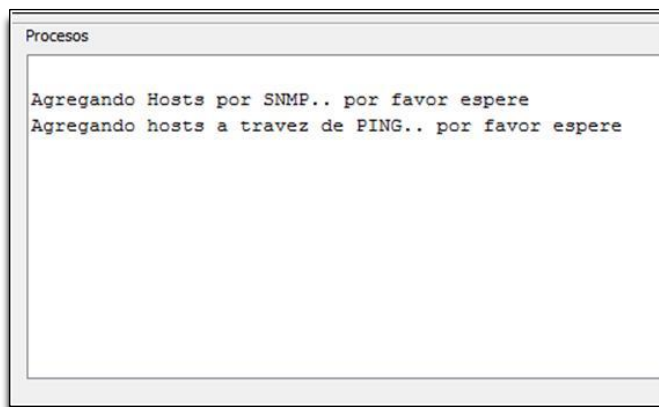 Procesos
Agregando Hosts por SNMP.. por favor espere
Agregando hosts a travez de PING.. por favor espere